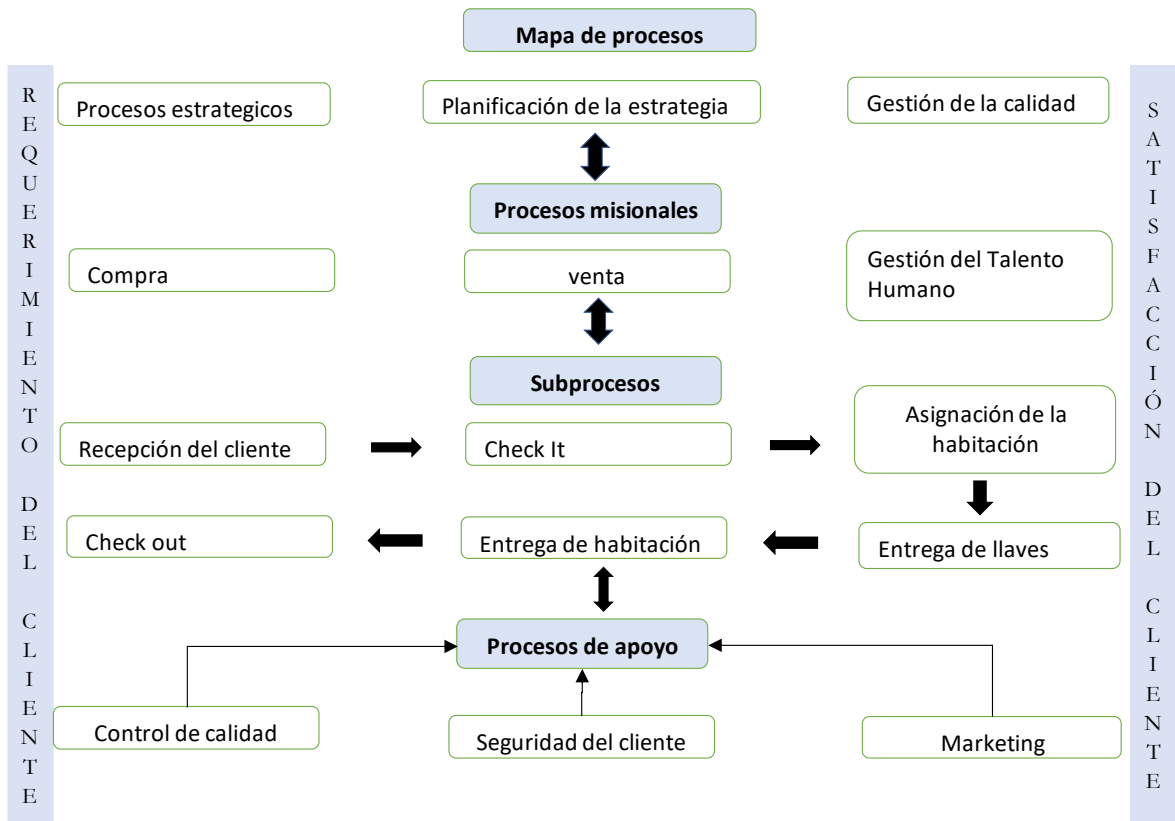 Mapa de procesos
REQUERIMIENTO DEL CLIENTE
SATISFACCIÓN DEL CLIENTE
Procesos estrategicos
Planificación de la estrategia
Gestión de la calidad
Procesos misionales
Compra
venta
Gestión del Talento
Humano
Subprocesos
Recepción del cliente
Check It
Asignación de la
habitación
Check out
Entrega de habitación
Entrega de llaves
Procesos de apoyo
Control de calidad
Seguridad del cliente
Marketing